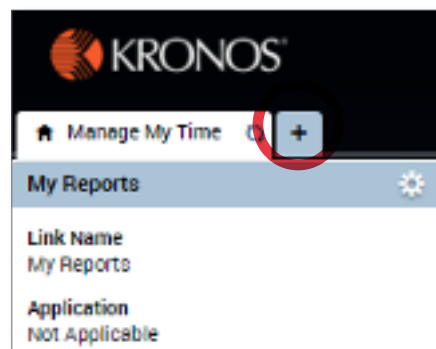 KRONOS
Manage My Time +
My Reports
Link Name
My Reports
Application
Not Applicable